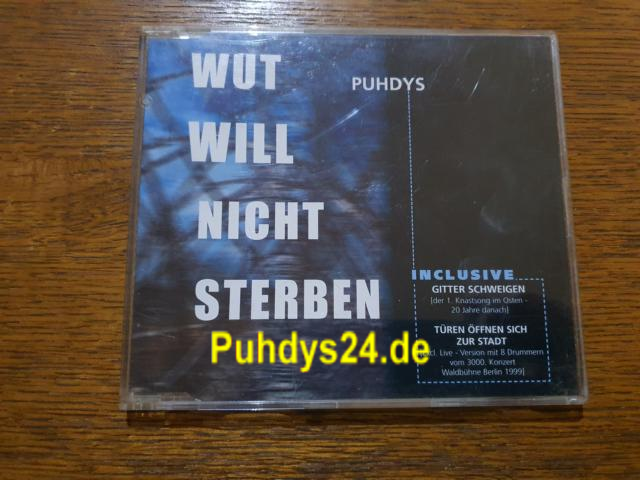 WUT
PUHDYS
WILL
NICHT
STERBEN
INCLUSIVE
GITTER SCHWEIGEN
[der 1. Knastsong im Osten -
20 Jahre danach]
TÜREN ÖFFNEN SICH
ZUR STADT
Live - Version mit 8 Drummern
vom 3000. Konzert
Waldbühne Berlin 1999]
Puhdys24.de